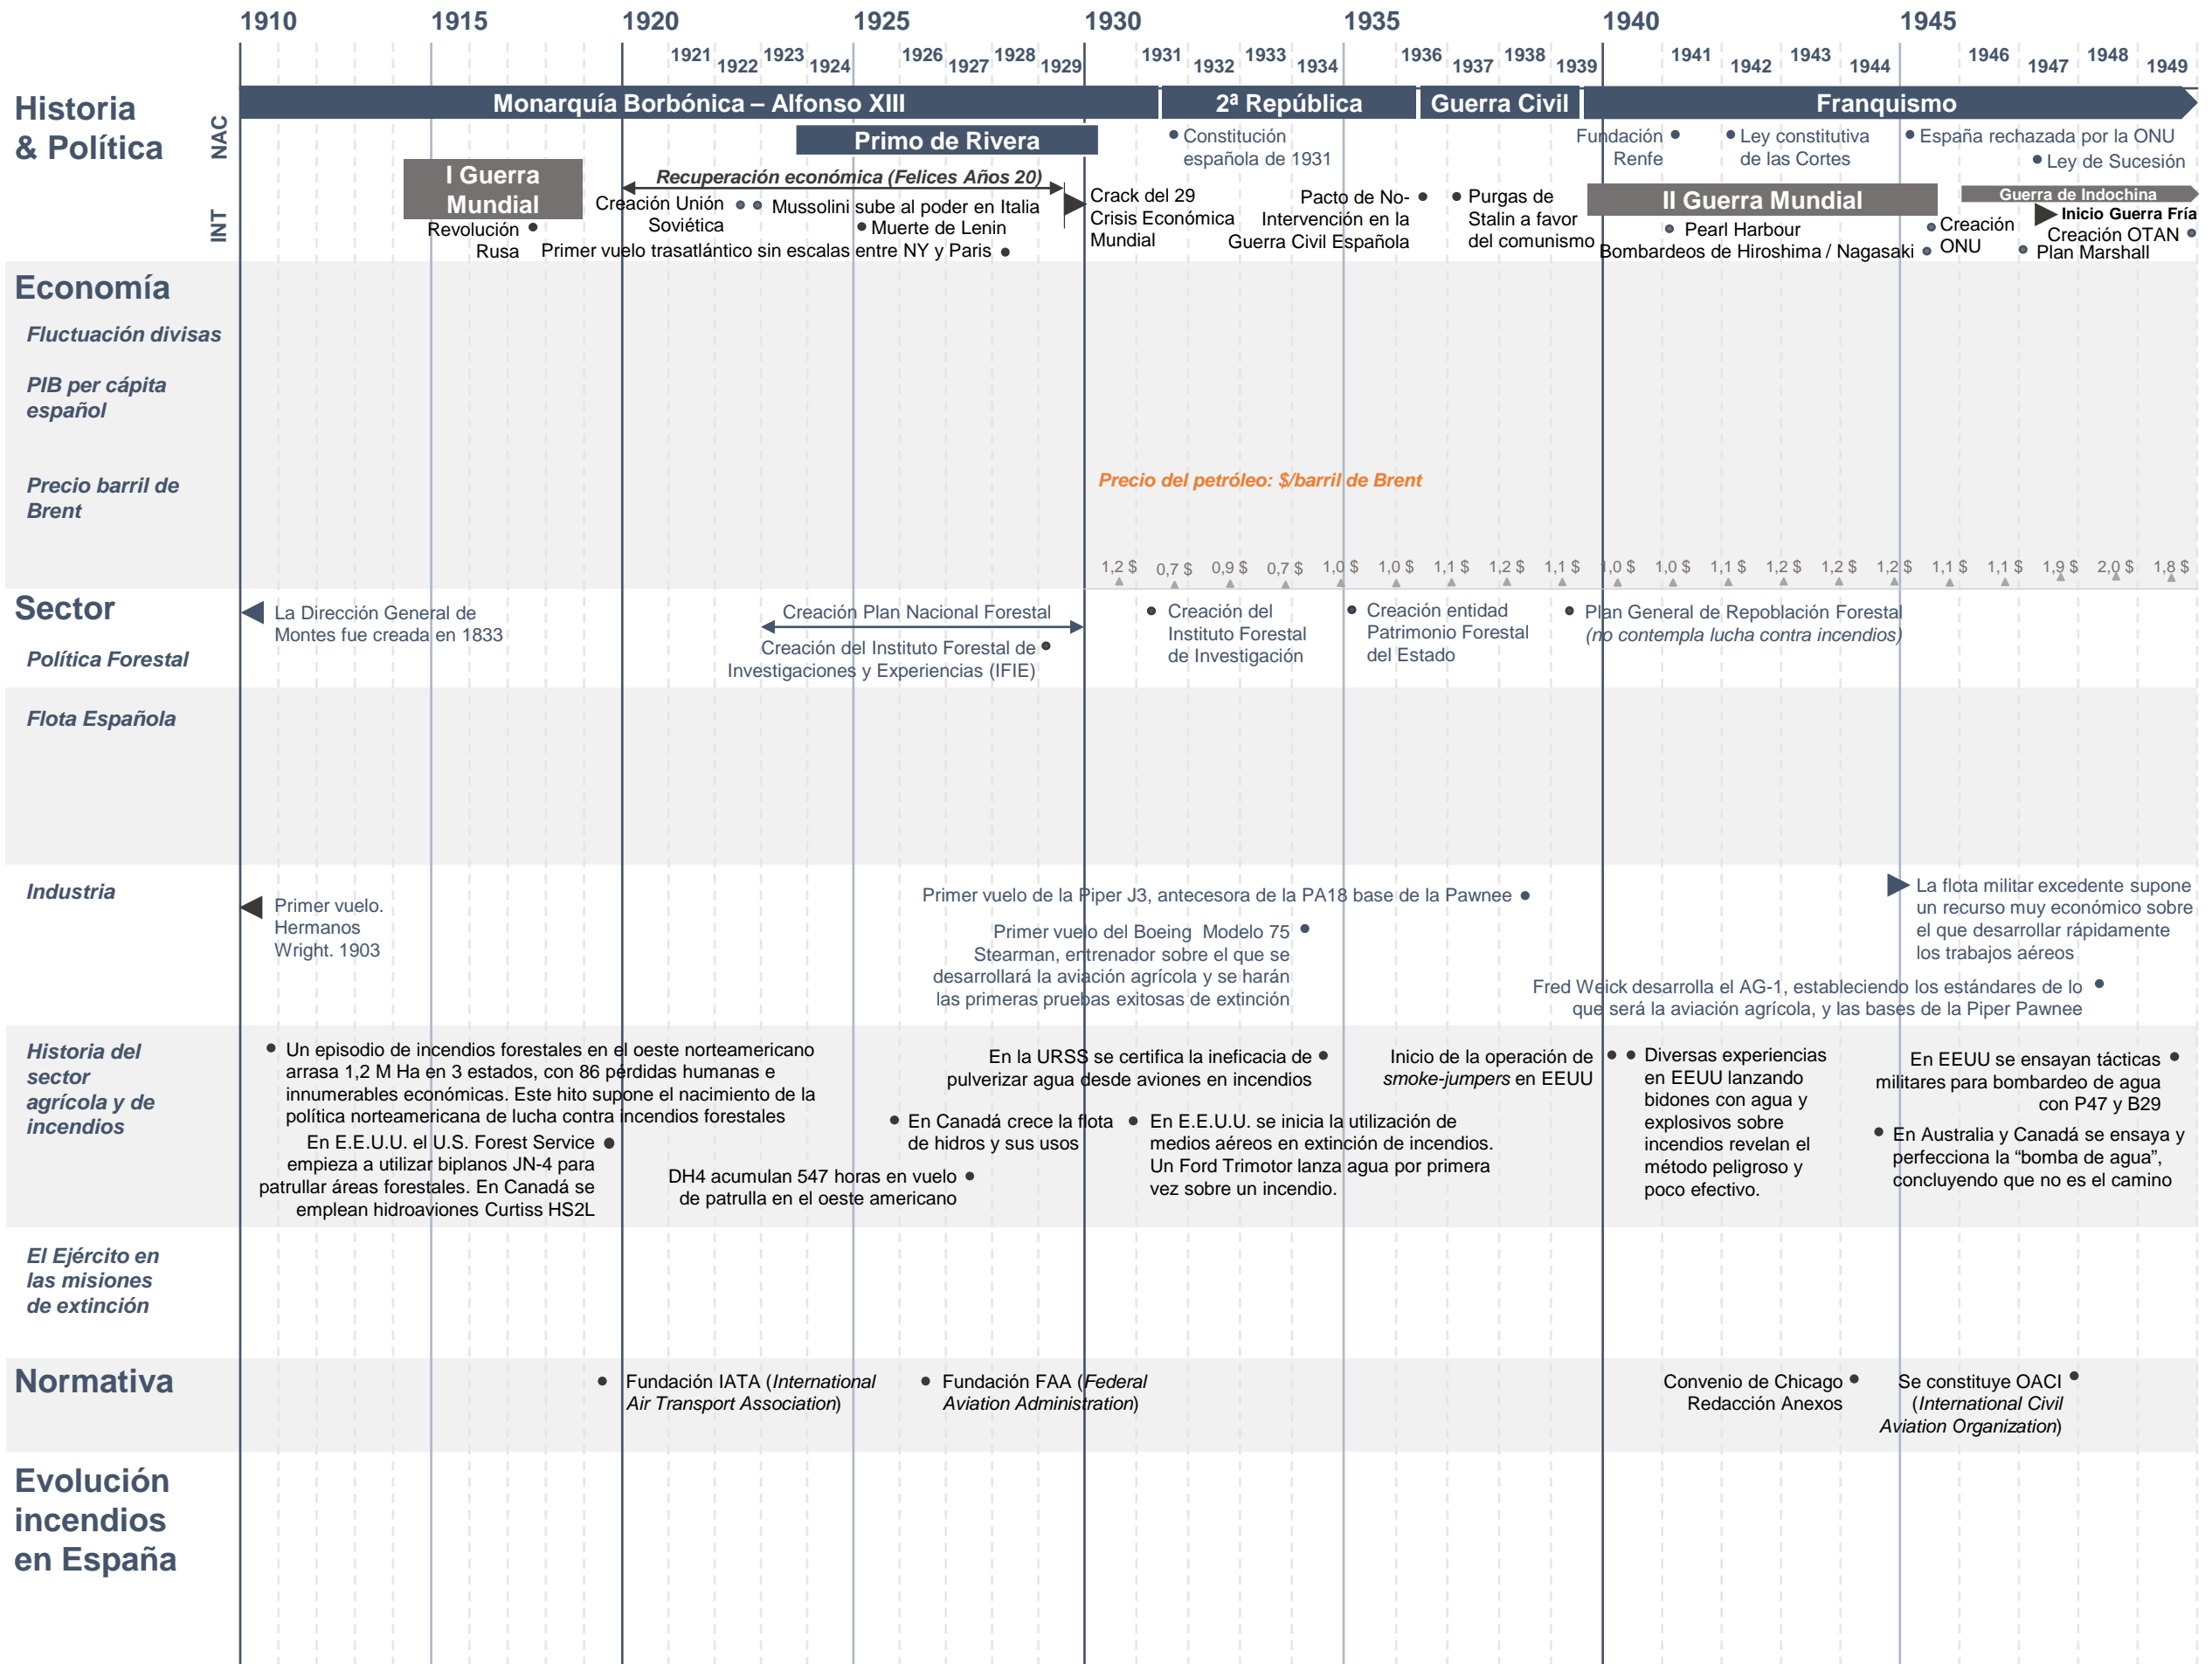 1910 1915 1920 1925 1930 1935 1940 1945
1921 1923 1926 1928 1931 1933 1936 1938 1941 1943 1946 1948
1922 1924 1927 1929 1932 1934 1937 1939 1942 1944 1947 1949
Historia
& Política
NAC
INT
Monarquía Borbónica – Alfonso XIII
2ª República
Guerra Civil
Franquismo
Primo de Rivera
Constitución
española de 1931
Fundación
Renfe
Ley constitutiva
de las Cortes
España rechazada por la ONU
Ley de Sucesión
I Guerra
Mundial
Recuperación económica (Felices Años 20)
Creación Unión
Soviética
Mussolini sube al poder en Italia
Muerte de Lenin
Revolución
Rusa
Primer vuelo trasatlántico sin escalas entre NY y Paris
Crack del 29
Crisis Económica
Mundial
Pacto de No-
Intervención en la
Guerra Civil Española
Purgas de
Stalin a favor
del comunismo
II Guerra Mundial
Pearl Harbour
Bombardeos de Hiroshima / Nagasaki
Creación
ONU
Guerra de Indochina
Inicio Guerra Fría
Creación OTAN
Plan Marshall
Economía
Fluctuación divisas
PIB per cápita
español
Precio barril de
Brent
Precio del petróleo: $/barril de Brent
1,2 $ 0,7 $ 0,9 $ 0,7 $ 1,0 $ 1,0 $ 1,1 $ 1,2 $ 1,1 $ 1,0 $ 1,0 $ 1,1 $ 1,2 $ 1,2 $ 1,2 $ 1,1 $ 1,1 $ 1,9 $ 2,0 $ 1,8 $
Sector
Política Forestal
La Dirección General de
Montes fue creada en 1833
Creación Plan Nacional Forestal
Creación del Instituto Forestal de
Investigaciones y Experiencias (IFIE)
Creación del
Instituto Forestal
de Investigación
Creación entidad
Patrimonio Forestal
del Estado
Plan General de Repoblación Forestal
(no contempla lucha contra incendios)
Flota Española
Industria
Primer vuelo.
Hermanos
Wright. 1903
Primer vuelo de la Piper J3, antecesora de la PA18 base de la Pawnee
Primer vuelo del Boeing Modelo 75
Stearman, entrenador sobre el que se
desarrollará la aviación agrícola y se harán
las primeras pruebas exitosas de extinción
La flota militar excedente supone
un recurso muy económico sobre
el que desarrollar rápidamente
los trabajos aéreos
Fred Weick desarrolla el AG-1, estableciendo los estándares de lo
que será la aviación agrícola, y las bases de la Piper Pawnee
Historia del
sector
agrícola y de
incendios
Un episodio de incendios forestales en el oeste norteamericano
arrasa 1,2 M Ha en 3 estados, con 86 pérdidas humanas e
innumerables económicas. Este hito supone el nacimiento de la
política norteamericana de lucha contra incendios forestales
En E.E.U.U. el U.S. Forest Service
empieza a utilizar biplanos JN-4 para
patrullar áreas forestales. En Canadá se
emplean hidroaviones Curtiss HS2L
En Canadá crece la flota
de hidros y sus usos
DH4 acumulan 547 horas en vuelo
de patrulla en el oeste americano
En la URSS se certifica la ineficacia de
pulverizar agua desde aviones en incendios
En E.E.U.U. se inicia la utilización de
medios aéreos en extinción de incendios.
Un Ford Trimotor lanza agua por primera
vez sobre un incendio.
Inicio de la operación de
smoke-jumpers en EEUU
Diversas experiencias
en EEUU lanzando
bidones con agua y
explosivos sobre
incendios revelan el
método peligroso y
poco efectivo.
En EEUU se ensayan tácticas
militares para bombardeo de agua
con P47 y B29
En Australia y Canadá se ensaya y
perfecciona la “bomba de agua”,
concluyendo que no es el camino
El Ejército en
las misiones
de extinción
Normativa
Fundación IATA (International
Air Transport Association)
Fundación FAA (Federal
Aviation Administration)
Convenio de Chicago
Redacción Anexos
Se constituye OACI
(International Civil
Aviation Organization)
Evolución
incendios
en España